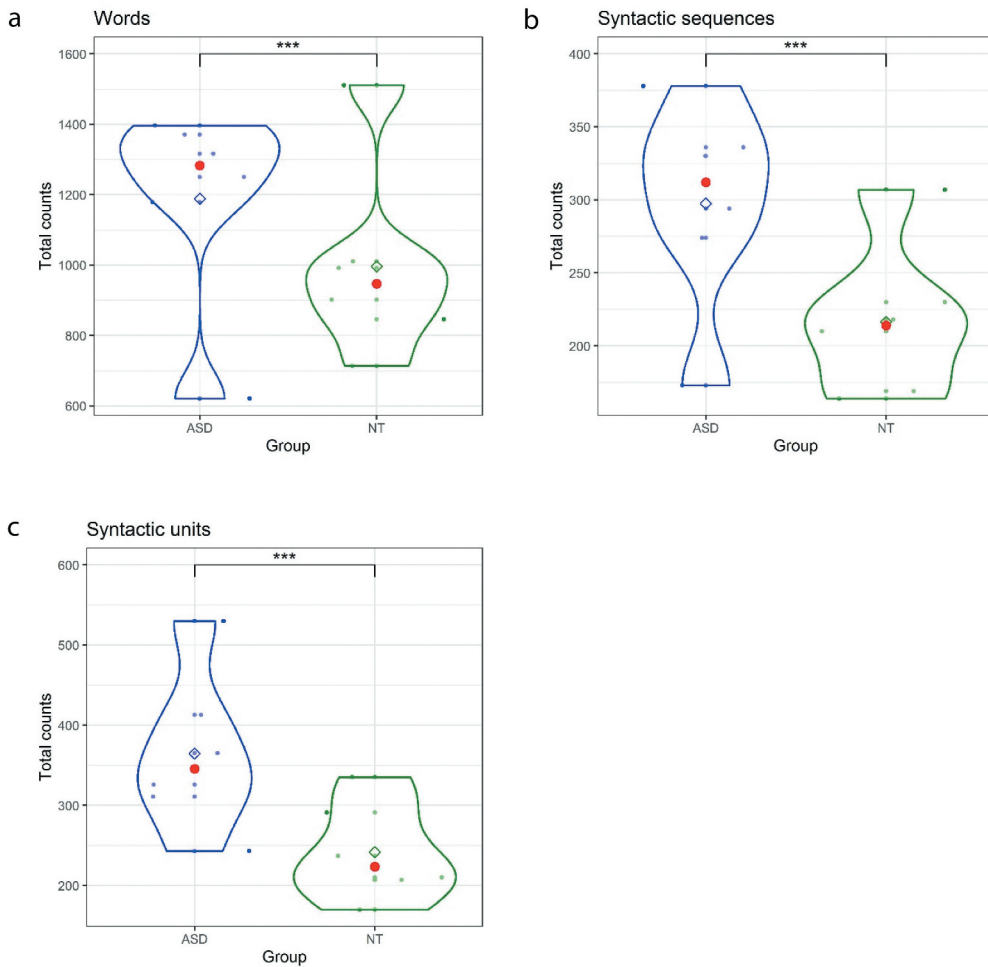 a
Words
***
1600
1400
1200
1000
800
600
Total counts
ASD
NT
Group
b
Syntactic sequences
***
400
350
300
250
200
Total counts
ASD
NT
Group
c
Syntactic units
***
600
500
400
300
200
Total counts
ASD
NT
Group